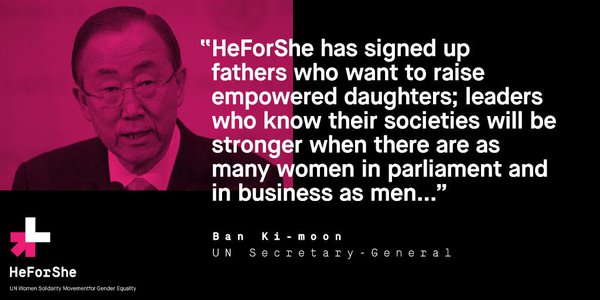 “HeForShe has signed up
fathers who want to raise
empowered daughters; leaders
who know their societies will be
stronger when there are as
many women in parliament and
in business as men...”
Ban Ki-moon
UN Secretary-General
HeForShe
UN Women Solidarity Movementfor Gender Equality